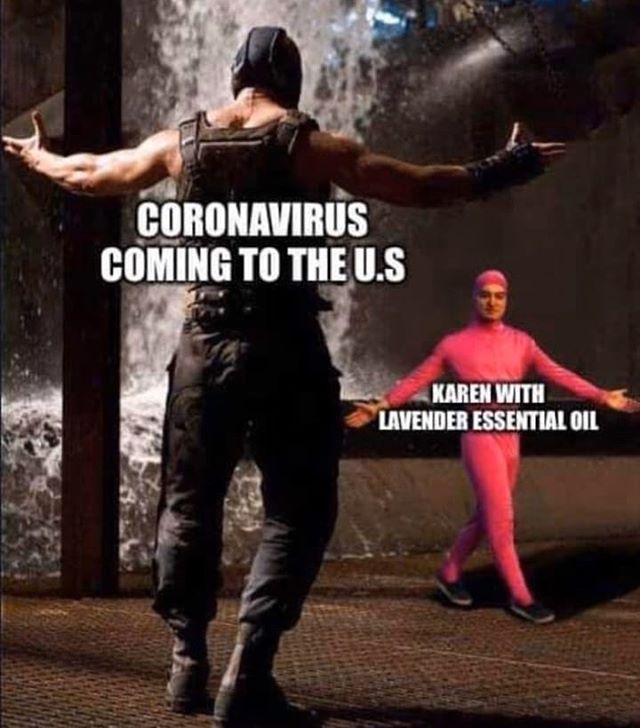 CORONAVIRUS
COMING TO THE U.S
KAREN WITH
LAVENDER ESSENTIAL OIL